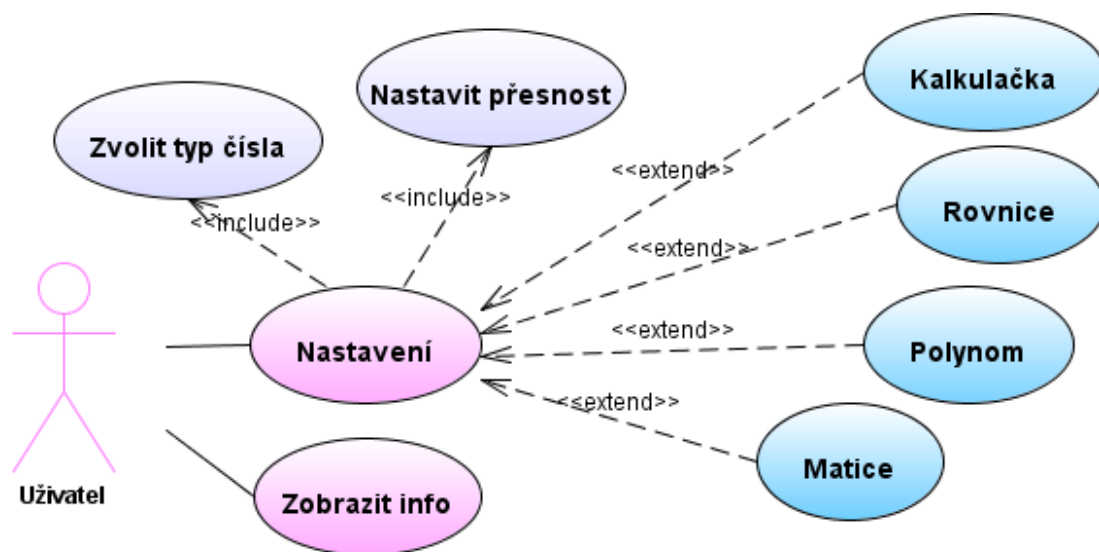 Kalkulačka
Nastavit přesnost
Zvolit typ čísla
<<extend>>
<<include>>
<<include>>
Rovnice
<<extend>>
<<extend>>
Nastavení
Polynom
<<extend>>
Matice
Uživatel
Zobrazit info